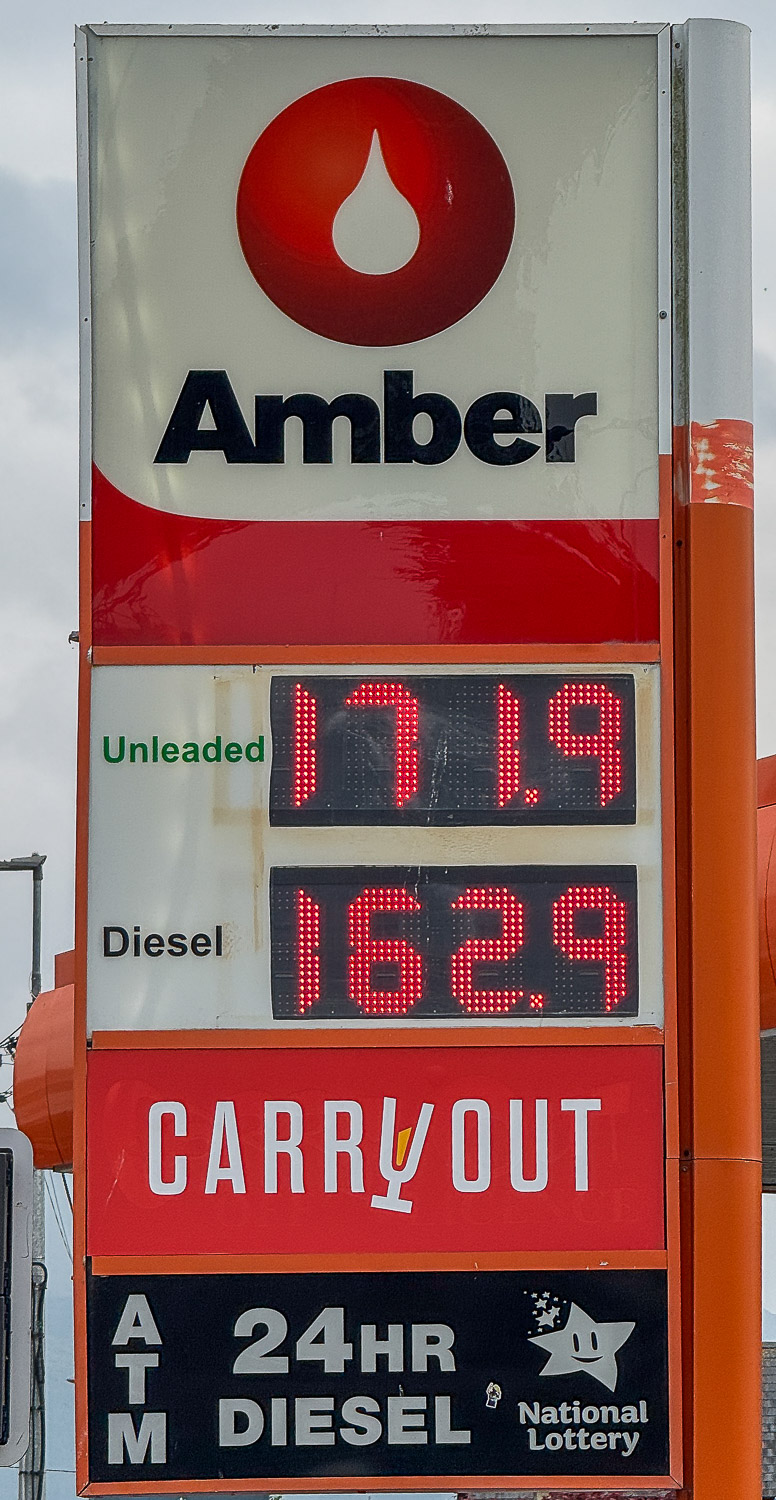 Amber
Unleaded 171.9
Diesel 162.9
CARRYOUT
ATM
24HR
DIESEL
National
Lottery